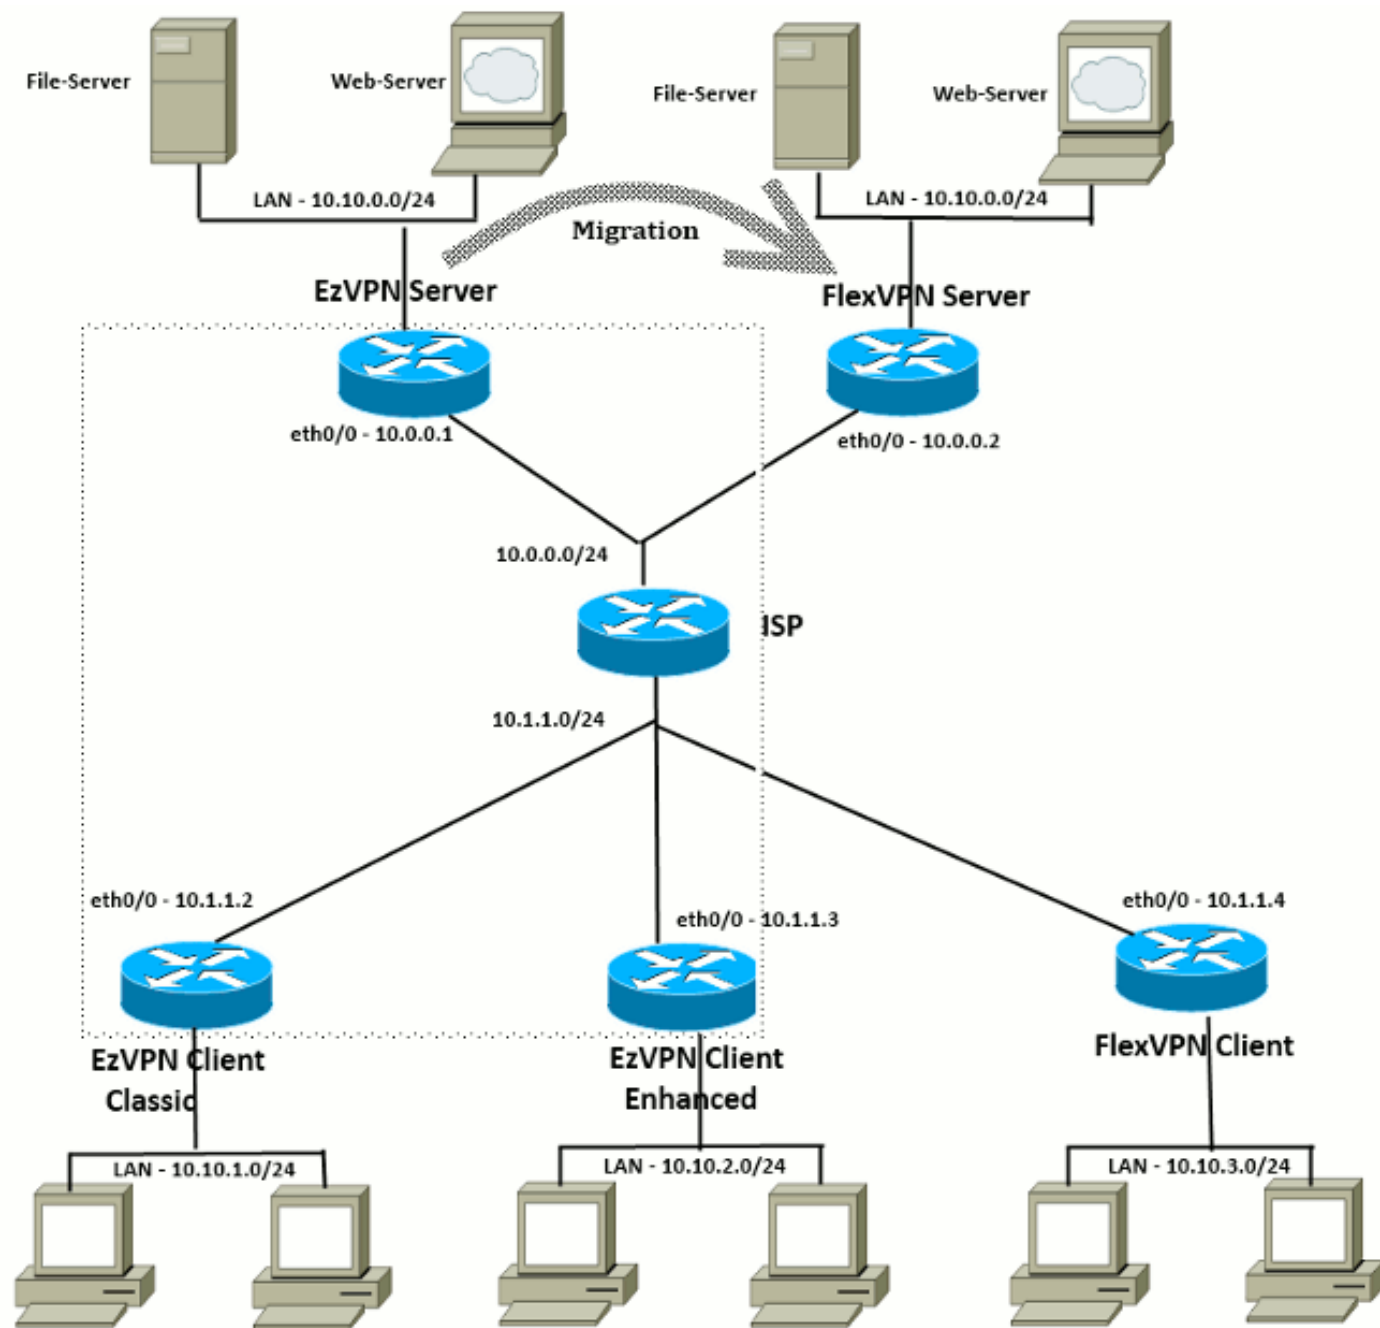 File-Server
Web-Server
File-Server
Web-Server
LAN - 10.10.0.0/24
LAN - 10.10.0.0/24
Migration
EzVPN Server
FlexVPN Server
eth0/0 - 10.0.0.1
eth0/0 - 10.0.0.2
10.0.0.0/24
ISP
10.1.1.0/24
eth0/0 - 10.1.1.2
eth0/0 - 10.1.1.3
eth0/0 - 10.1.1.4
EzVPN Client
Classic
EzVPN Client
Enhanced
FlexVPN Client
LAN - 10.10.1.0/24
LAN - 10.10.2.0/24
LAN - 10.10.3.0/24